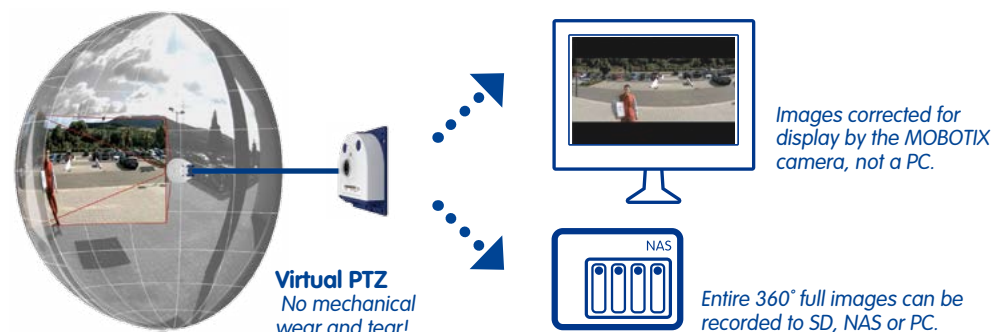 Images corrected for
display by the MOBOTIX
camera, not a PC.
NAS
Virtual PTZ
No mechanical
wear and tear!
Entire 360° full images can be
recorded to SD, NAS or PC.